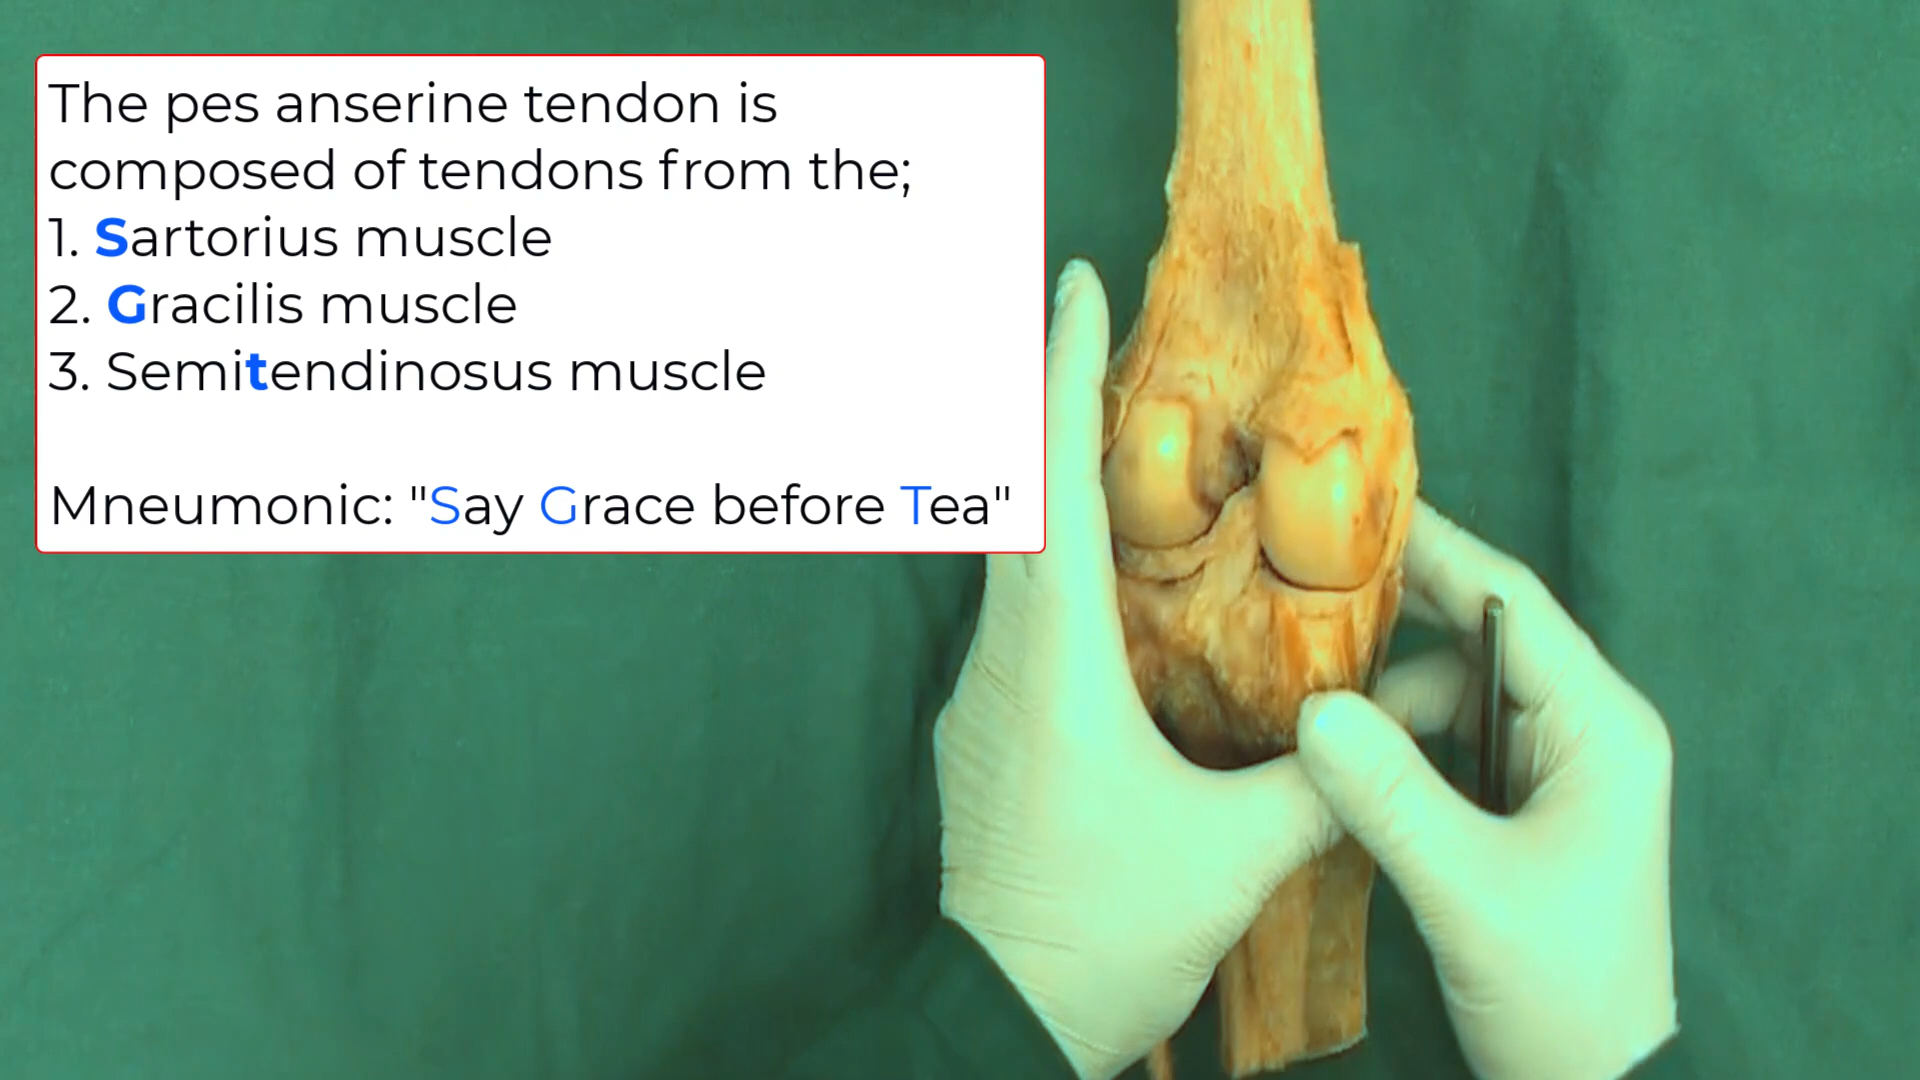 The pes anserine tendon is
composed of tendons from the;
1. Sartorius muscle
2. Gracilis muscle
3. Semitendinosus muscle
Mneumonic: "Say Grace before Tea"